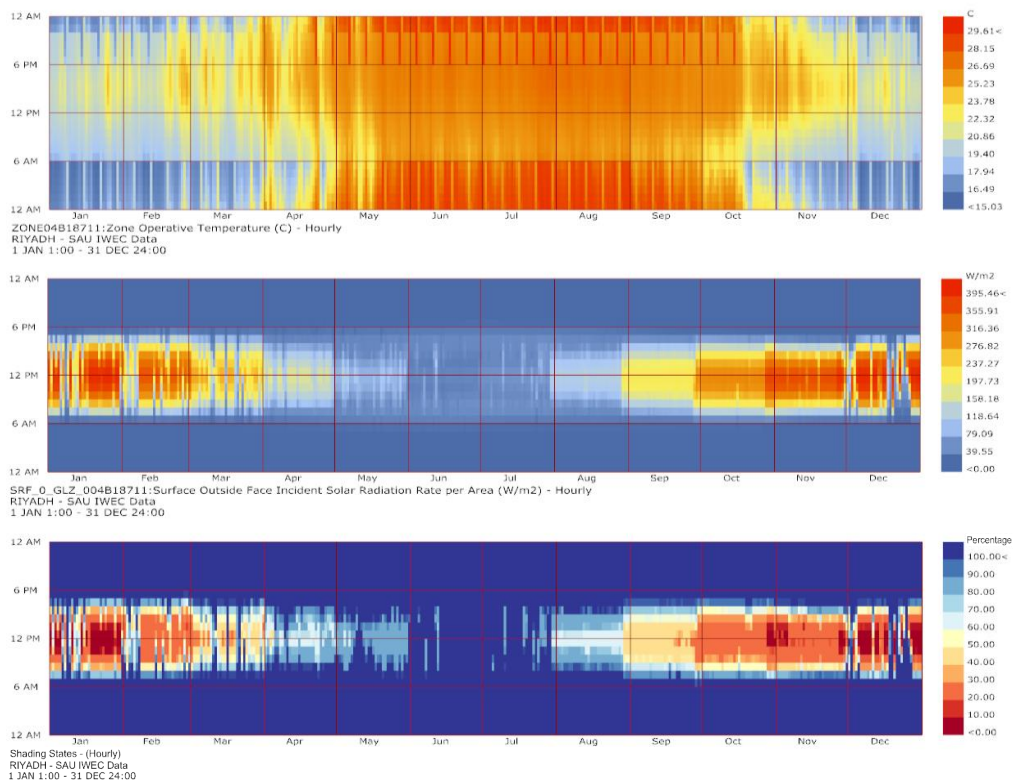 12 AM
6 PM
12 PM
6 AM
12 AM
Jan Feb Mar Apr May Jun Jul Aug Sep Oct Nov Dec
C
29.61<
28.15
26.69
25.23
23.78
22.32
20.86
19.40
17.94
16.49
<15.03
ZONE04B18711:Zone Operative Temperature (C) - Hourly
RIYADH - SAU IWEC Data
1 JAN 1:00 - 31 DEC 24:00
12 AM
6 PM
12 PM
6 AM
12 AM
Jan Feb Mar Apr May Jun Jul Aug Sep Oct Nov Dec
W/m2
395.46<
355.91
316.36
276.82
237.27
197.73
158.18
118.64
79.09
39.55
<0.00
SRF_0_GLZ_004B18711:Surface Outside Face Incident Solar Radiation Rate per Area (W/m2) - Hourly
RIYADH - SAU IWEC Data
1 JAN 1:00 - 31 DEC 24:00
12 AM
6 PM
12 PM
6 AM
12 AM
Jan Feb Mar Apr May Jun Jul Aug Sep Oct Nov Dec
Percentage
100.00<
90.00
80.00
70.00
60.00
50.00
40.00
30.00
20.00
10.00
<0.00
Shading States - (Hourly)
RIYADH - SAU IWEC Data
1 JAN 1:00 - 31 DEC 24:00